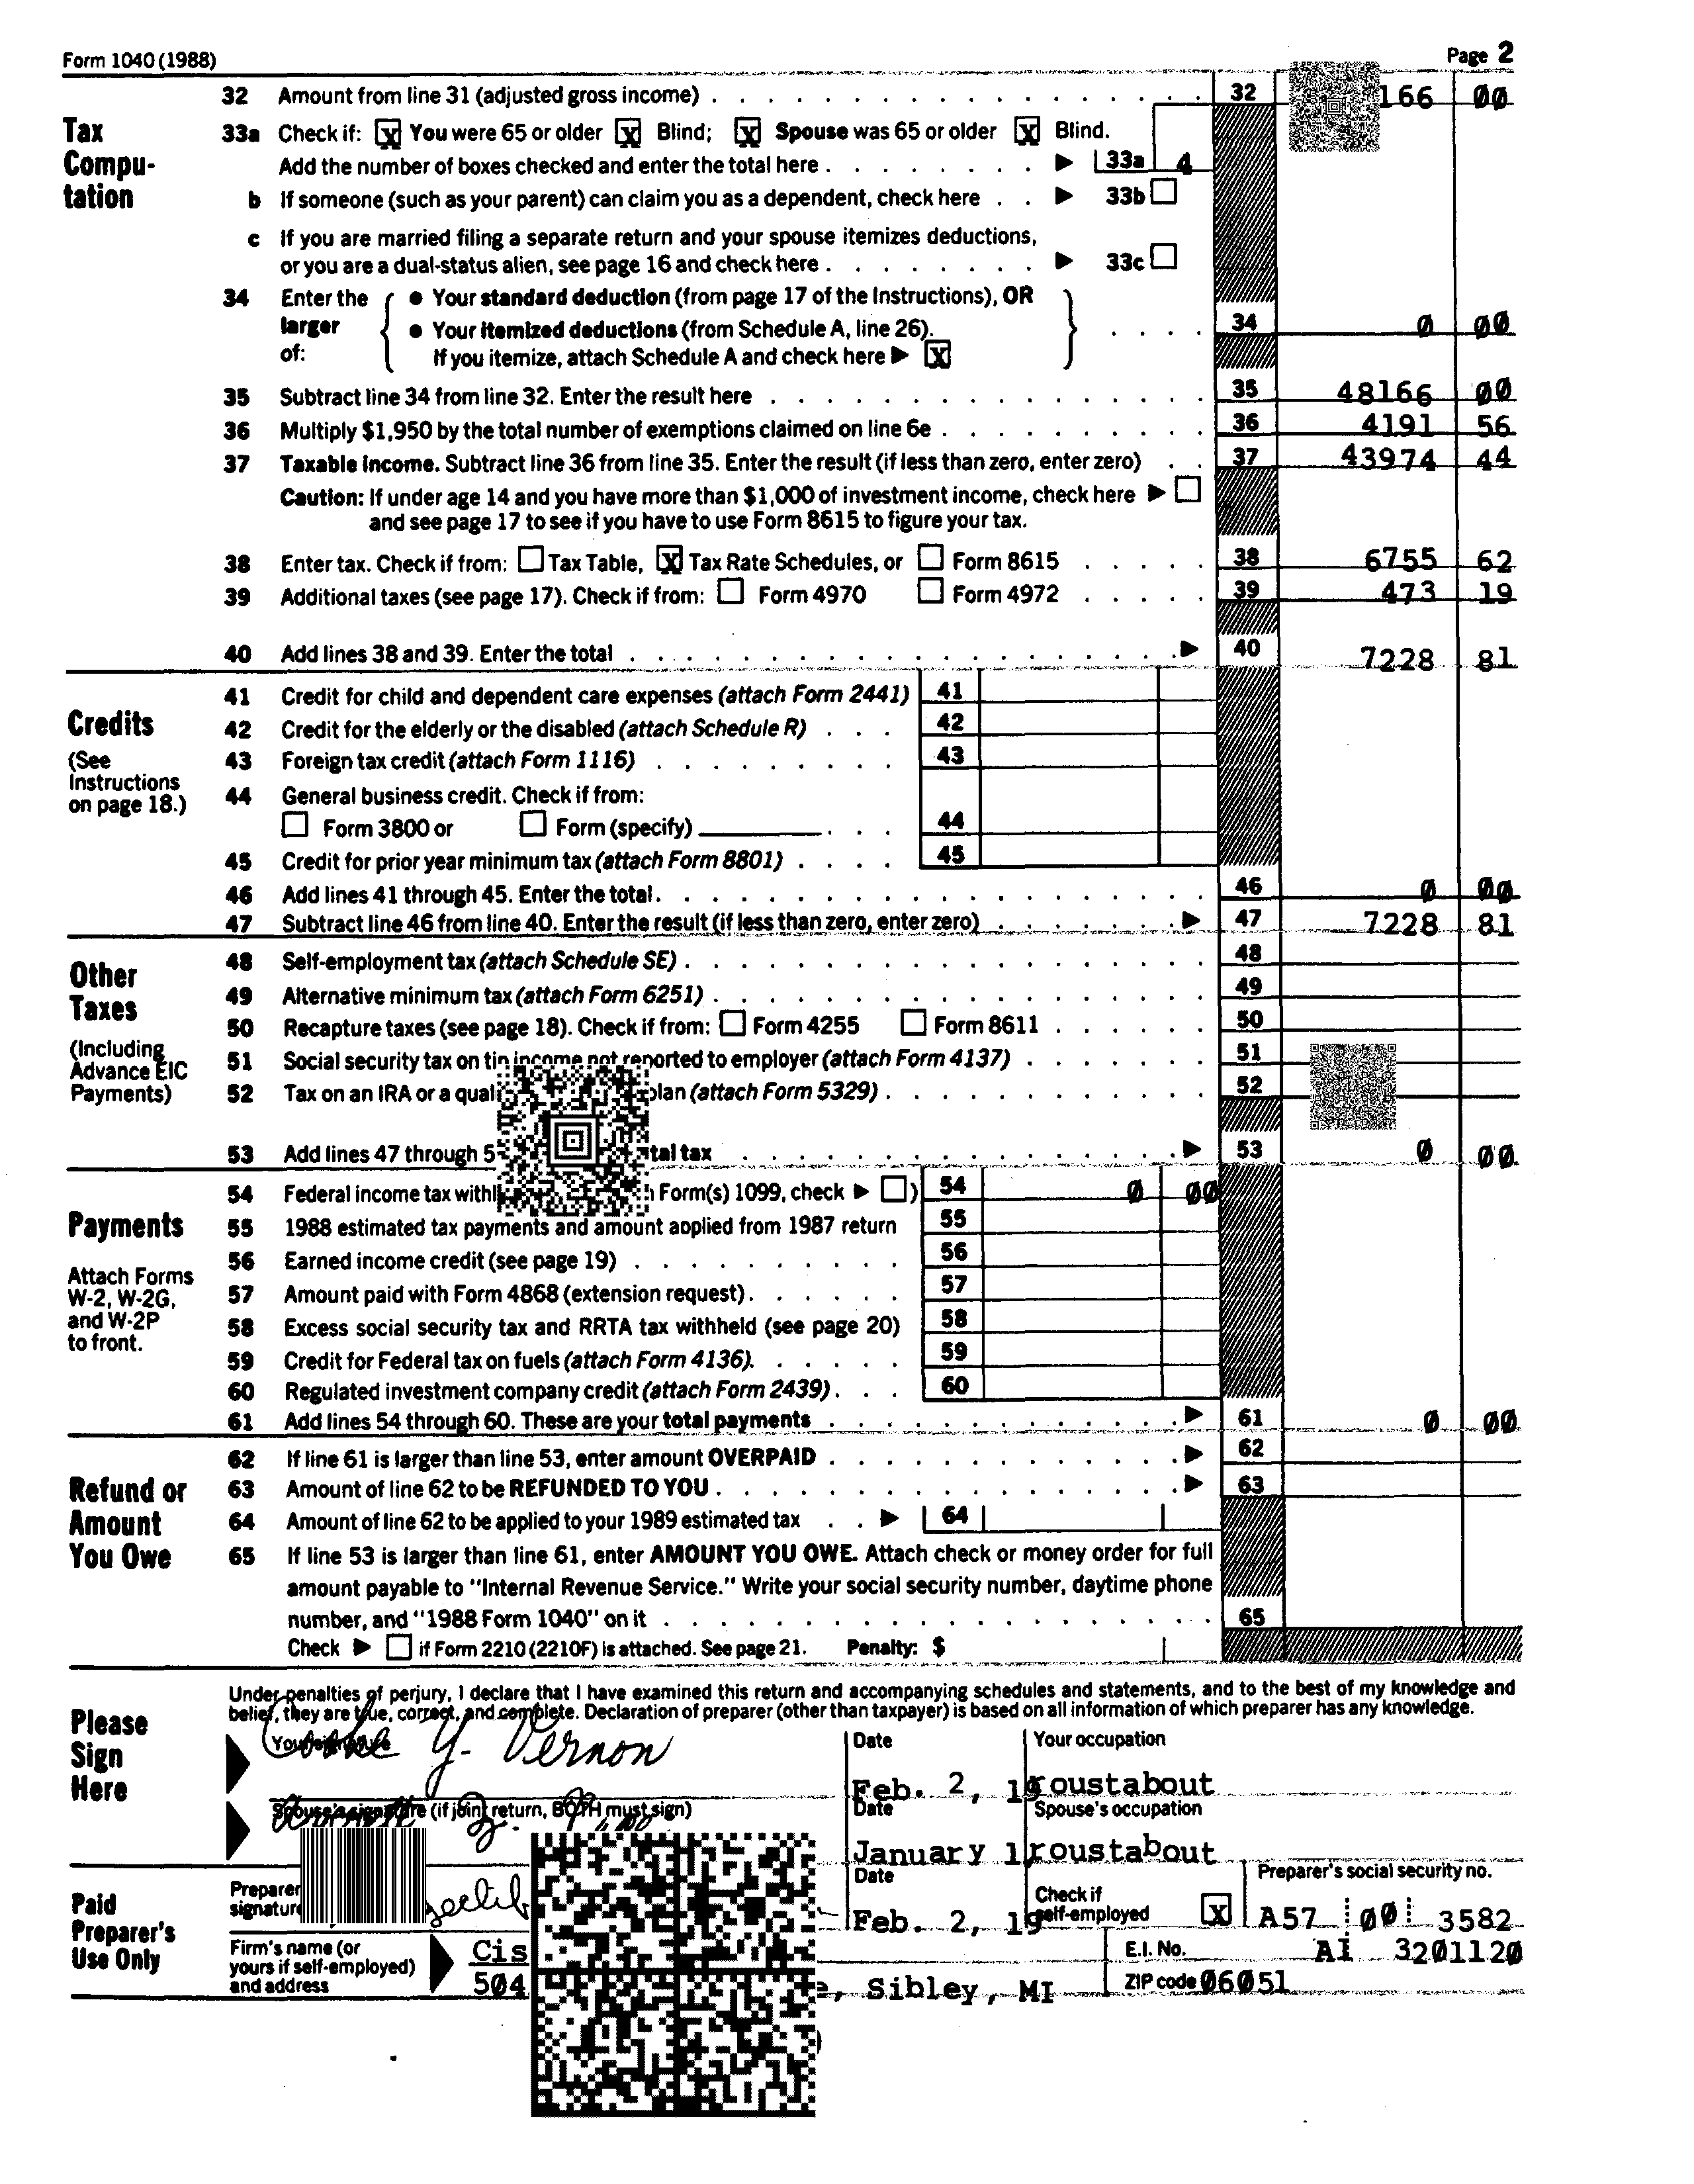 Form 1040 (1988) Page 2
Tax Compu-tation
32 Amount from line 31 (adjusted gross income) 32 166 00
33a Check if: X You were 65 or older X Blind; X Spouse was 65 or older X Blind.
Add the number of boxes checked and enter the total here 33a 4
b If someone (such as your parent) can claim you as a dependent, check here 33b
c If you are married filing a separate return and your spouse itemizes deductions,
or you are a dual-status alien, see page 16 and check here 33c
34 Enter the larger of: • Your standard deduction (from page 17 of the Instructions), OR
• Your itemized deductions (from Schedule A, line 26). 34 0 00
If you itemize, attach Schedule A and check here X
35 Subtract line 34 from line 32. Enter the result here 35 48166 00
36 Multiply $1,950 by the total number of exemptions claimed on line 6e 36 4191 56
37 Taxable income. Subtract line 36 from line 35. Enter the result (if less than zero, enter zero) 37 43974 44
Caution: If under age 14 and you have more than $1,000 of investment income, check here
and see page 17 to see if you have to use Form 8615 to figure your tax.
38 Enter tax. Check if from: Tax Table, X Tax Rate Schedules, or Form 8615 38 6755 62
39 Additional taxes (see page 17). Check if from: Form 4970 Form 4972 39 473 19
40 Add lines 38 and 39. Enter the total 40 7228 81
Credits
(See Instructions on page 18.)
41 Credit for child and dependent care expenses (attach Form 2441) 41
42 Credit for the elderly or the disabled (attach Schedule R) 42
43 Foreign tax credit (attach Form 1116) 43
44 General business credit. Check if from:
Form 3800 or Form (specify) 44
45 Credit for prior year minimum tax (attach Form 8801) 45
46 Add lines 41 through 45. Enter the total 46 0 00
47 Subtract line 46 from line 40. Enter the result (if less than zero, enter zero) 47 7228 81
Other Taxes
(Including Advance EIC Payments)
48 Self-employment tax (attach Schedule SE) 48
49 Alternative minimum tax (attach Form 6251) 49
50 Recapture taxes (see page 18). Check if from: Form 4255 Form 8611 50
51 Social security tax on tip income not reported to employer (attach Form 4137) 51
52 Tax on an IRA or a plan (attach Form 5329) 52
53 Add lines 47 through tax 53 0 00
Payments
Attach Forms W-2, W-2G, and W-2P to front.
54 Federal income tax Form(s) 1099, check ) 54 0 00
55 1988 estimated tax payments and amount applied from 1987 return 55
56 Earned income credit (see page 19) 56
57 Amount paid with Form 4868 (extension request) 57
58 Excess social security tax and RRTA tax withheld (see page 20) 58
59 Credit for Federal tax on fuels (attach Form 4136) 59
60 Regulated investment company credit (attach Form 2439) 60
61 Add lines 54 through 60. These are your total payments 61 0 00
Refund or Amount You Owe
62 If line 61 is larger than line 53, enter amount OVERPAID 62
63 Amount of line 62 to be REFUNDED TO YOU 63
64 Amount of line 62 to be applied to your 1989 estimated tax 64
65 If line 53 is larger than line 61, enter AMOUNT YOU OWE. Attach check or money order for full
amount payable to "Internal Revenue Service." Write your social security number, daytime phone
number, and "1988 Form 1040" on it 65
Check if Form 2210 (2210F) is attached. See page 21. Penalty: $
Please Sign Here
Under penalties of perjury, I declare that I have examined this return and accompanying schedules and statements, and to the best of my knowledge and
belief, they are true, correct, and complete. Declaration of preparer (other than taxpayer) is based on all information of which preparer has any knowledge.
Your signature Y. Vernon Date Feb. 2, 19 Your occupation roustabout
Spouse's signature (if joint return, BOTH must sign) Date January 1 Spouse's occupation roustabout
Paid Preparer's Use Only
Preparer signature Date Feb. 2, 19 Check if self-employed X Preparer's social security no. A57 00 3582
Firm's name (or yours if self-employed) and address Cis E.I. No. AI 3201120
504 Sibley, MI ZIP code 06051